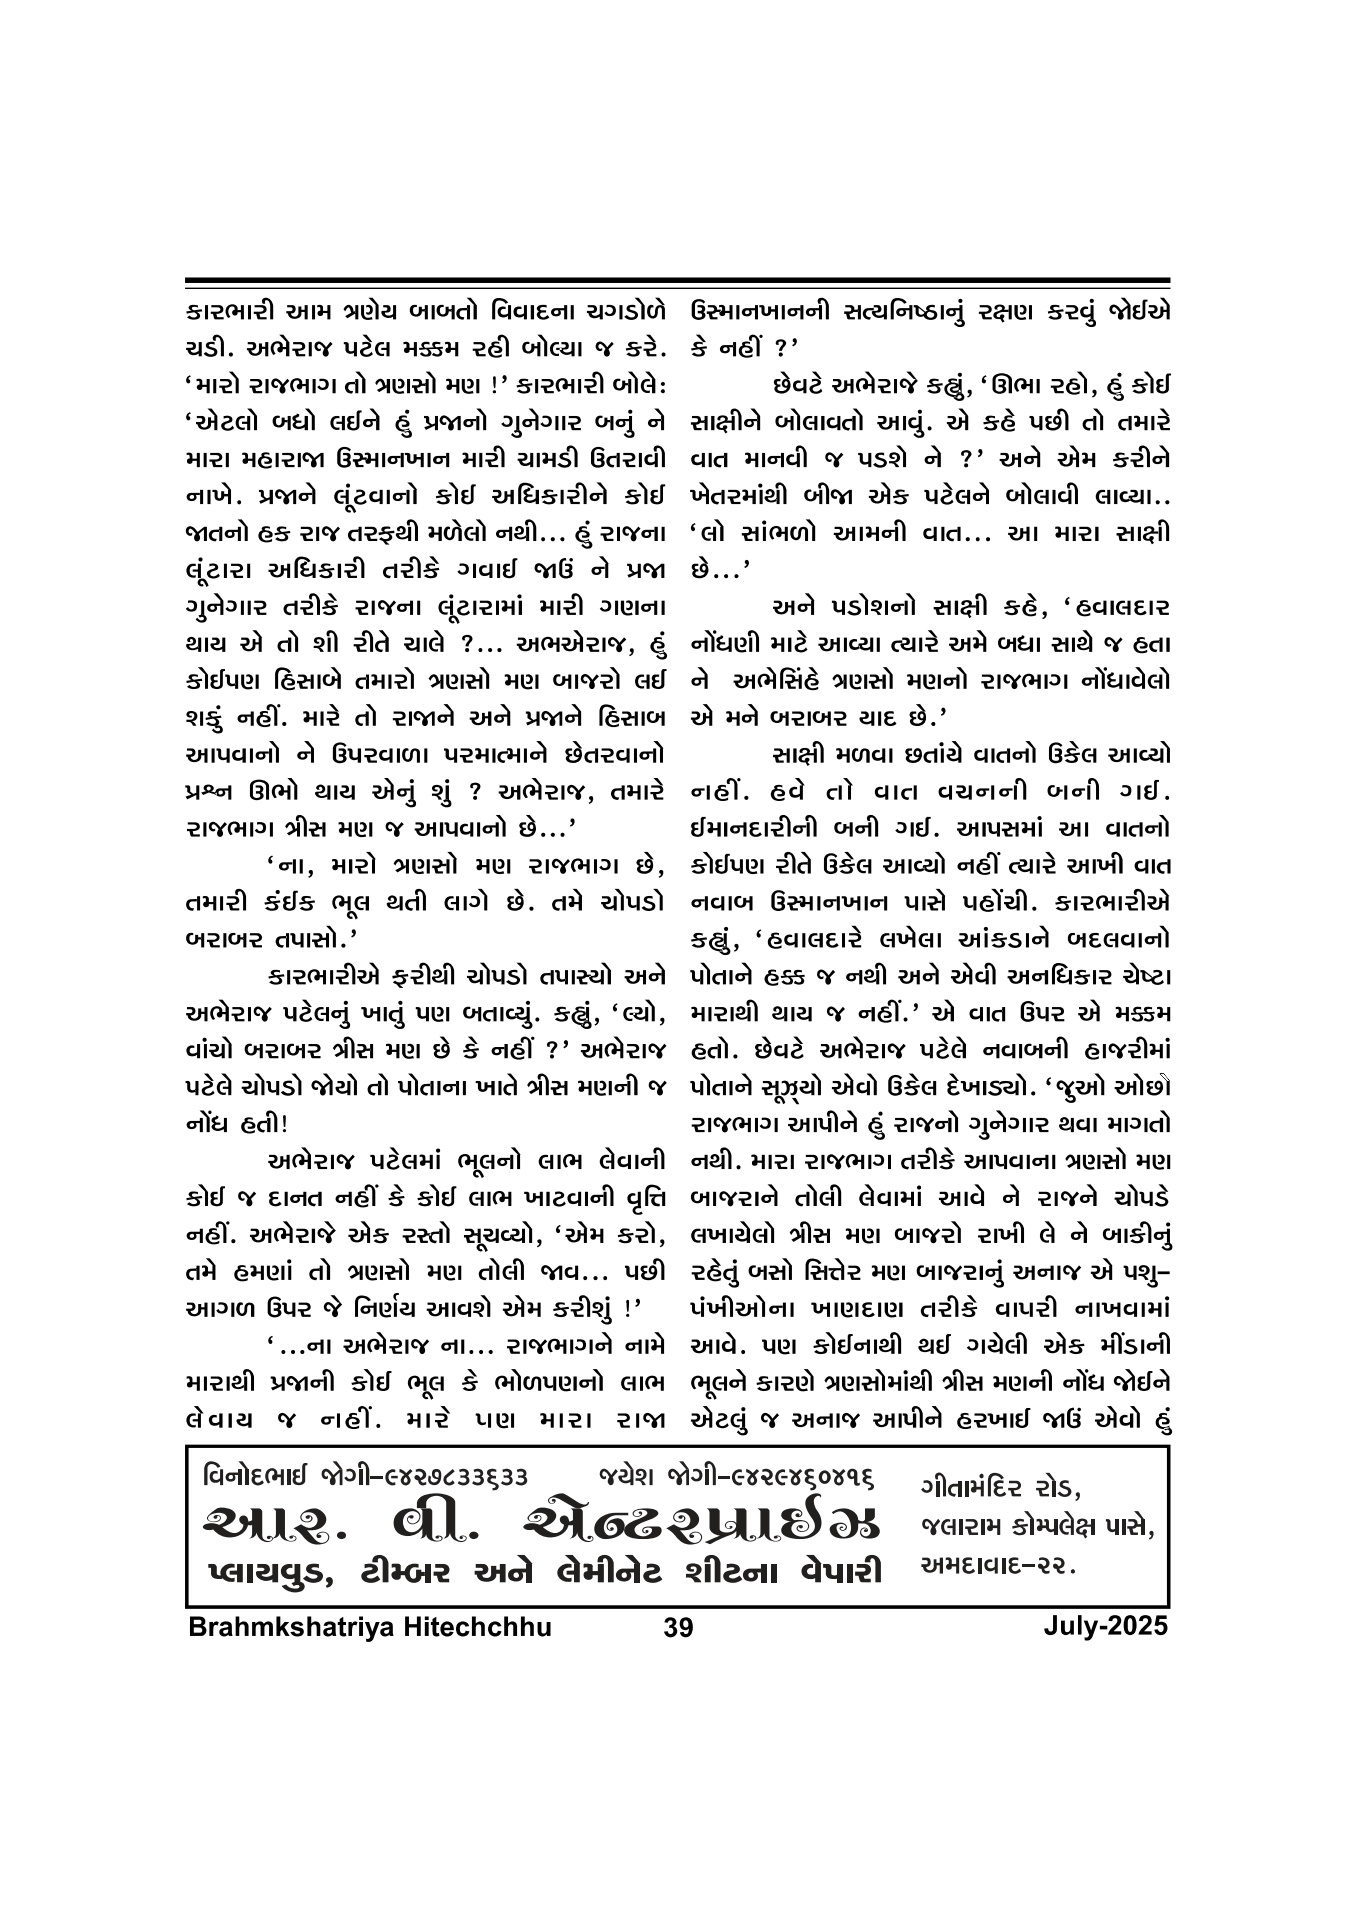 કારભારી આમ ત્રણેય બાબતો વિવાદના ચગડોળે
ચડી. અભેરાજ પટેલ મક્કમ રહી બોલ્યા જ કરે.
‘મારો રાજભાગ તો ત્રણસો મણ !’ કારભારી બોલે:
‘એટલો બધો લઈને હું પ્રજાનો ગુનેગાર બનું ને
મારા મહારાજા ઉસ્માનખાન મારી ચામડી ઉતરાવી
નાખે. પ્રજાને લૂંટવાનો કોઈ અધિકારીને કોઈ
જાતનો હક રાજ તરફથી મળેલો નથી... હું રાજના
લૂંટારા અધિકારી તરીકે ગવાઈ જાઉં ને પ્રજા
ગુનેગાર તરીકે રાજના લૂંટારામાં મારી ગણના
થાય એ તો શી રીતે ચાલે ?... અભએરાજ, હું
કોઈપણ હિસાબે તમારો ત્રણસો મણ બાજરો લઈ
શકું નહીં. મારે તો રાજાને અને પ્રજાને હિસાબ
આપવાનો ને ઉપરવાળા પરમાત્માને છેતરવાનો
પ્રશ્ન ઊભો થાય એનું શું ? અભેરાજ, તમારે
રાજભાગ ત્રીસ મણ જ આપવાનો છે...’
‘ના, મારો ત્રણસો મણ રાજભાગ છે,
તમારી કંઈક ભૂલ થતી લાગે છે. તમે ચોપડો
બરાબર તપાસો.’
કારભારીએ ફરીથી ચોપડો તપાસ્યો અને
અભેરાજ પટેલનું ખાતું પણ બતાવ્યું. કહ્યું, ‘લ્યો,
વાંચો બરાબર ત્રીસ મણ છે કે નહીં ?’ અભેરાજ
પટેલે ચોપડો જોયો તો પોતાના ખાતે ત્રીસ મણની જ
નોંધ હતી!
અભેરાજ પટેલમાં ભૂલનો લાભ લેવાની
કોઈ જ દાનત નહીં કે કોઈ લાભ ખાટવાની વૃત્તિ
નહીં. અભેરાજે એક રસ્તો સૂચવ્યો, ‘એમ કરો,
તમે હમણાં તો ત્રણસો મણ તોલી જાવ... પછી
આગળ ઉપર જે નિર્ણય આવશે એમ કરીશું !’
‘...ના અભેરાજ ના... રાજભાગને નામે
મારાથી પ્રજાની કોઈ ભૂલ કે ભોળપણનો લાભ
લેવાય જ નહીં. મારે પણ મારા રાજા
ઉસ્માનખાનની સત્યનિષ્ઠાનું રક્ષણ કરવું જોઈએ
કે નહીં ?’
છેવટે અભેરાજે કહ્યું, ‘ઊભા રહો, હું કોઈ
સાક્ષીને બોલાવતો આવું. એ કહે પછી તો તમારે
વાત માનવી જ પડશે ને ?’ અને એમ કરીને
ખેતરમાંથી બીજા એક પટેલને બોલાવી લાવ્યા..
‘લો સાંભળો આમની વાત... આ મારા સાક્ષી
છે...’
અને પડોશનો સાક્ષી કહે, ‘હવાલદાર
નોંધણી માટે આવ્યા ત્યારે અમે બધા સાથે જ હતા
ને અભેસિંહે ત્રણસો મણનો રાજભાગ નોંધાવેલો
એ મને બરાબર યાદ છે.’
સાક્ષી મળવા છતાંયે વાતનો ઉકેલ આવ્યો
નહીં. હવે તો વાત વચનની બની ગઈ.
ઈમાનદારીની બની ગઈ. આપસમાં આ વાતનો
કોઈપણ રીતે ઉકેલ આવ્યો નહીં ત્યારે આખી વાત
નવાબ ઉસ્માનખાન પાસે પહોંચી. કારભારીએ
કહ્યું, ‘હવાલદારે લખેલા આંકડાને બદલવાનો
પોતાને હક્ક જ નથી અને એવી અનધિકાર ચેષ્ટા
મારાથી થાય જ નહીં.’ એ વાત ઉપર એ મક્કમ
હતો. છેવટે અભેરાજ પટેલે નવાબની હાજરીમાં
પોતાને સૂઝ્યો એવો ઉકેલ દેખાડ્યો. ‘જુઓ ઓછો
રાજભાગ આપીને હું રાજનો ગુનેગાર થવા માગતો
નથી. મારા રાજભાગ તરીકે આપવાના ત્રણસો મણ
બાજરાને તોલી લેવામાં આવે ને રાજને ચોપડે
લખાયેલો ત્રીસ મણ બાજરો રાખી લે ને બાકીનું
રહેતું બસો સિત્તેર મણ બાજરાનું અનાજ એ પશુ-
પંખીઓના ખાણદાણ તરીકે વાપરી નાખવામાં
આવે. પણ કોઈનાથી થઈ ગયેલી એક મીંડાની
ભૂલને કારણે ત્રણસોમાંથી ત્રીસ મણની નોંધ જોઈને
એટલું જ અનાજ આપીને હરખાઈ જાઉં એવો હું
વિનોદભાઈ જોગી-૯૪૨૭૮૩૩૬૩૩ જયેશ જોગી-૯૪૨૯૪૬૦૪૧૬
આર. વી. એન્ટરપ્રાઈઝ
પ્લાયવુડ, ટીમ્બર અને લેમીનેટ શીટના વેપારી
ગીતામંદિર રોડ,
જલારામ કોમ્પલેક્ષ પાસે,
અમદાવાદ-૨૨.
Brahmkshatriya Hitechchhu 39 July-2025